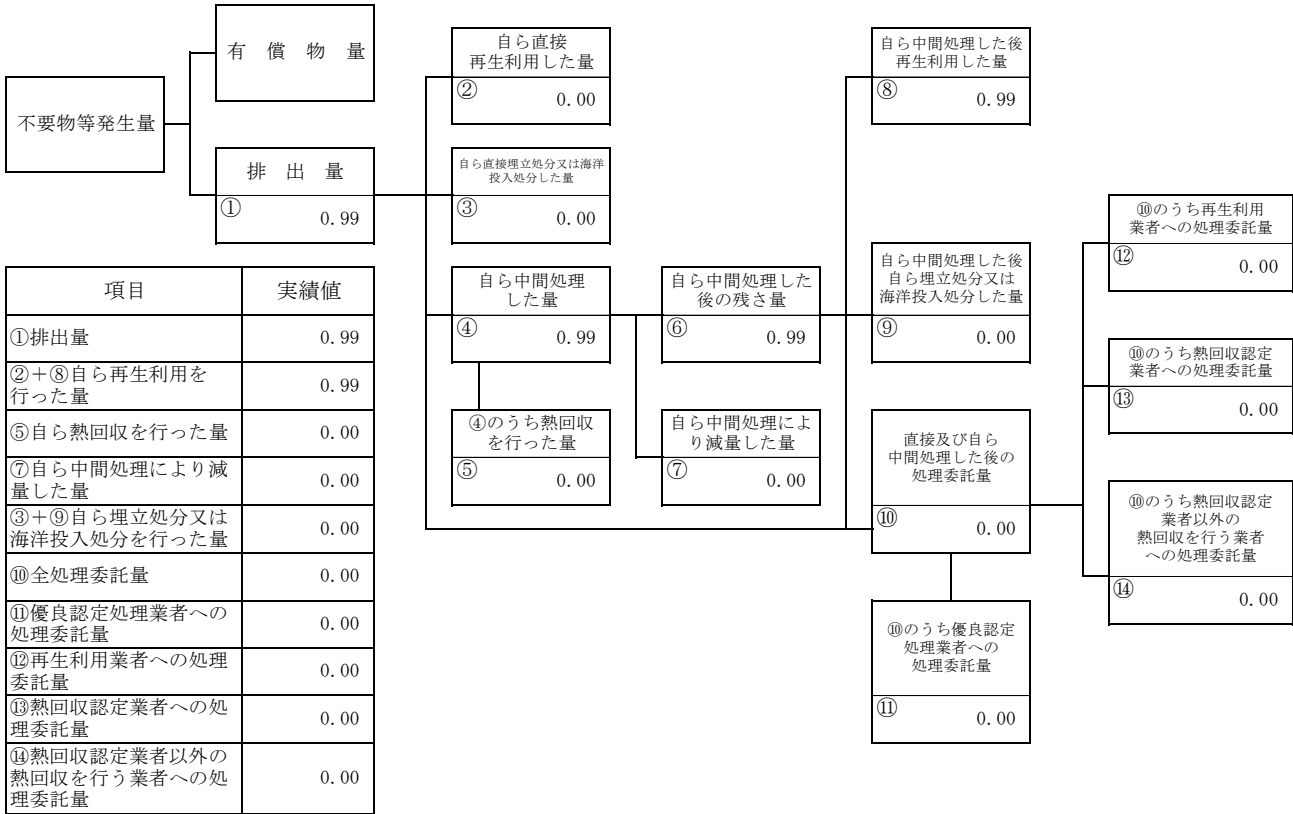 有 償 物 量
不要物等発生量
排 出 量
①
0.99
自ら直接
再生利用した量
②
0.00
自ら直接埋立処分又は海洋
投入処分した量
③
0.00
自ら中間処理
した量
④
0.99
④のうち熱回収
を行った量
⑤
0.00
自ら中間処理した
後の残さ量
⑥
0.99
自ら中間処理によ
り減量した量
⑦
0.00
自ら中間処理した後
再生利用した量
⑧
0.99
自ら中間処理した後
自ら埋立処分又は
海洋投入処分した量
⑨
0.00
直接及び自ら
中間処理した後の
処理委託量
⑩
0.00
⑩のうち優良認定
処理業者への
処理委託量
⑪
0.00
⑩のうち再生利用
業者への処理委託量
⑫
0.00
⑩のうち熱回収認定
業者への処理委託量
⑬
0.00
⑩のうち熱回収認定
業者以外の
熱回収を行う業者
への処理委託量
⑭
0.00
項目 実績値
①排出量 0.99
②＋⑧自ら再生利用を
行った量 0.99
⑤自ら熱回収を行った量 0.00
⑦自ら中間処理により減
量した量 0.00
③＋⑨自ら埋立処分又は
海洋投入処分を行った量 0.00
⑩全処理委託量 0.00
⑪優良認定処理業者への
処理委託量 0.00
⑫再生利用業者への処理
委託量 0.00
⑬熱回収認定業者への処
理委託量 0.00
⑭熱回収認定業者以外の
熱回収を行う業者への処
理委託量 0.00